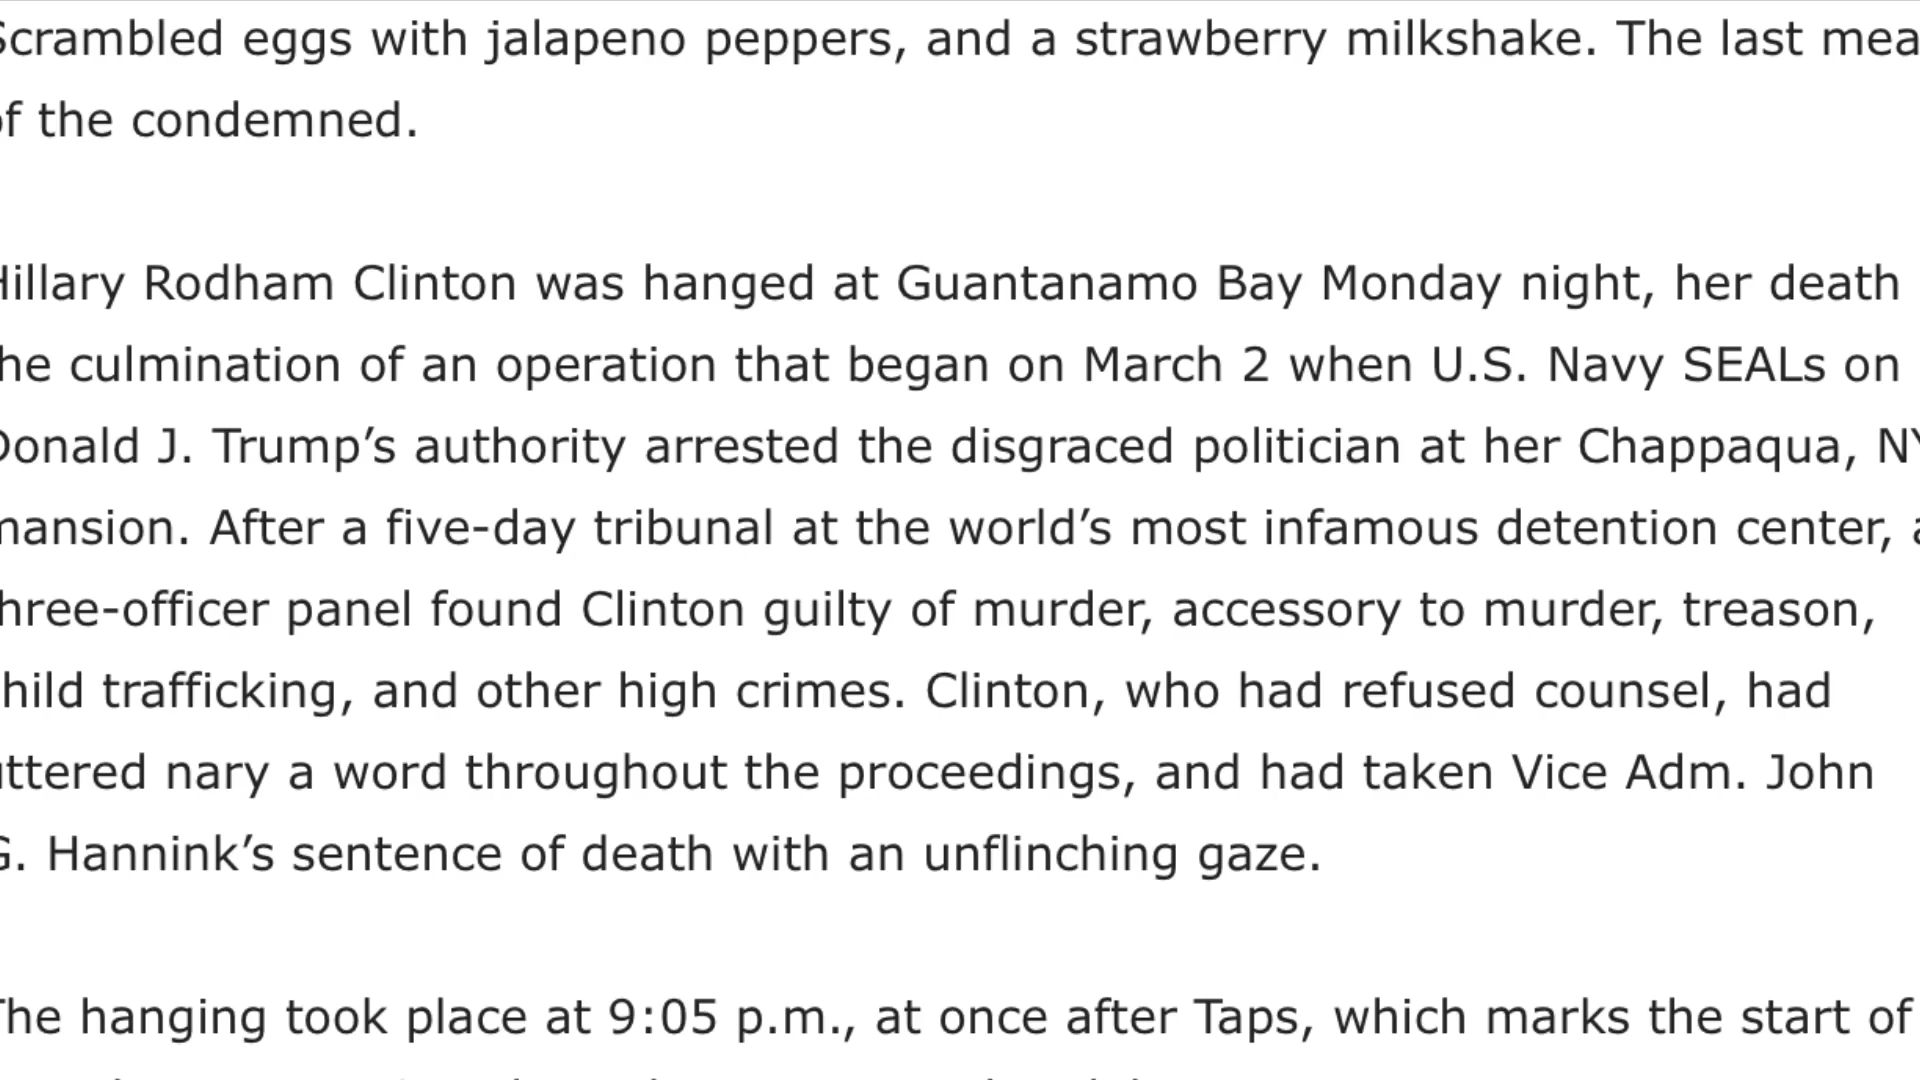 Scrambled eggs with jalapeno peppers, and a strawberry milkshake. The last mea
of the condemned.
Hillary Rodham Clinton was hanged at Guantanamo Bay Monday night, her death
he culmination of an operation that began on March 2 when U.S. Navy SEALs on
Donald J. Trump’s authority arrested the disgraced politician at her Chappaqua, NY
mansion. After a five-day tribunal at the world’s most infamous detention center, a
hree-officer panel found Clinton guilty of murder, accessory to murder, treason,
hild trafficking, and other high crimes. Clinton, who had refused counsel, had
uttered nary a word throughout the proceedings, and had taken Vice Adm. John
G. Hannink’s sentence of death with an unflinching gaze.
The hanging took place at 9:05 p.m., at once after Taps, which marks the start of